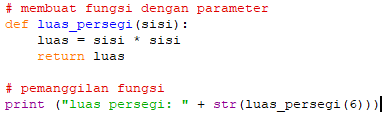 # membuat fungsi dengan parameter
def luas_persegi(sisi):
    luas = sisi * sisi
    return luas

# pemanggilan fungsi
print ("luas persegi: " + str(luas_persegi(6)))